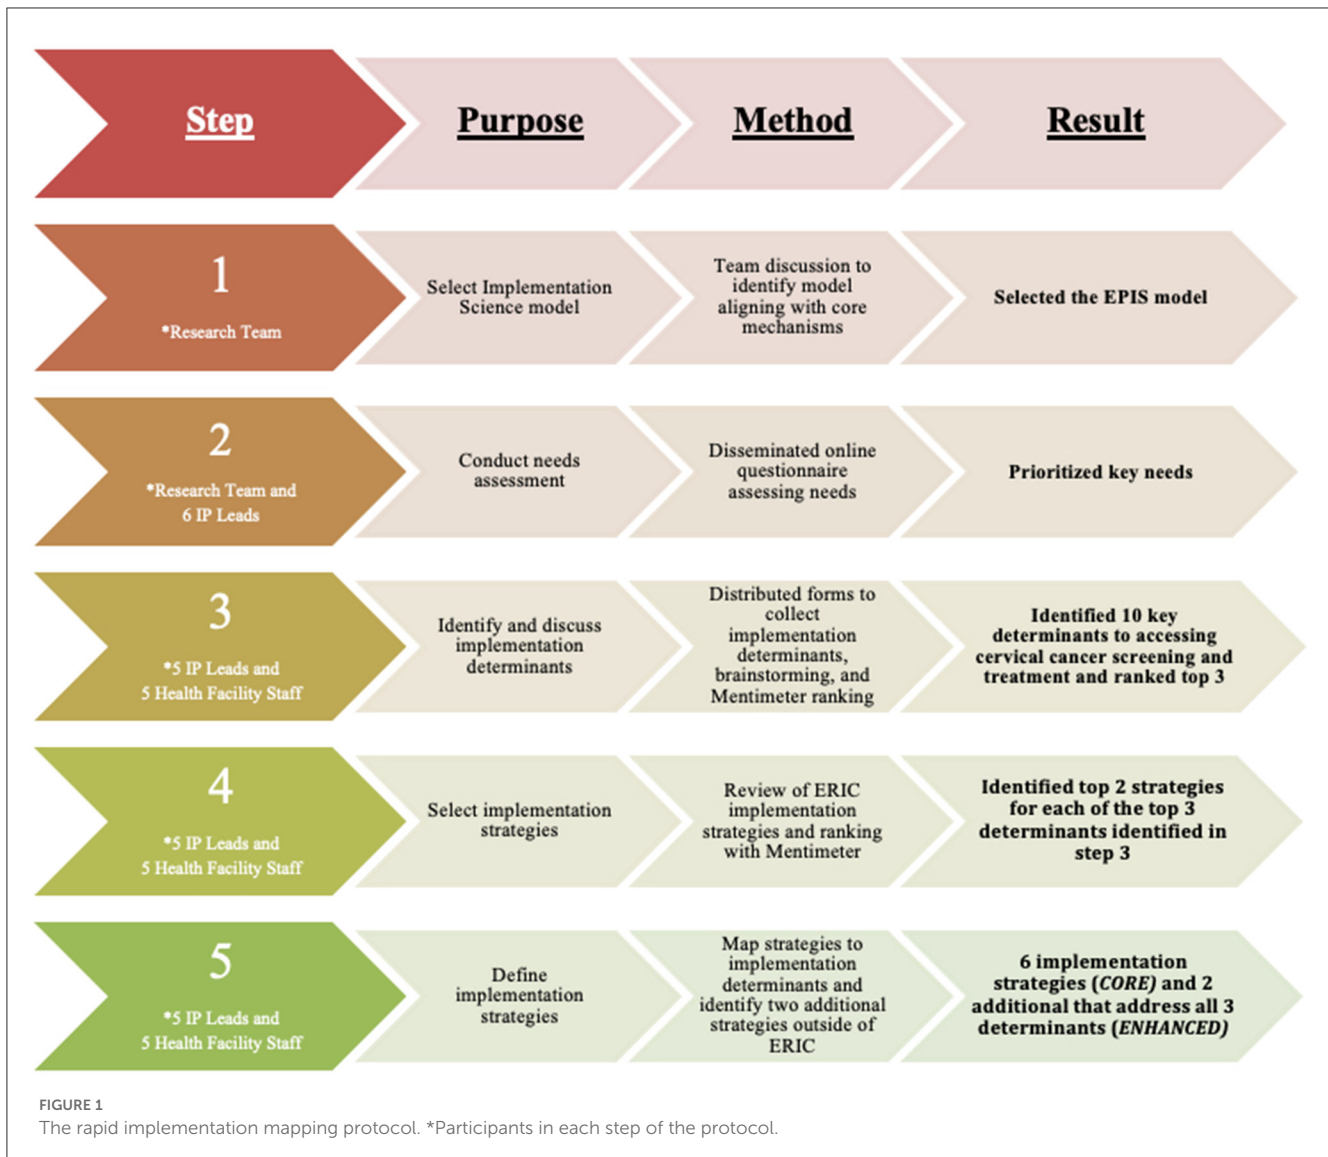 Step
Purpose
Method
Result
1
*Research Team
Select Implementation
Science model
Team discussion to
identify model
aligning with core
mechanisms
Selected the EPIS model
2
*Research Team and
6 IP Leads
Conduct needs
assessment
Disseminated online
questionnaire
assessing needs
Prioritized key needs
3
*5 IP Leads and
5 Health Facility Staff
Identify and discuss
implementation
determinants
Distributed forms to
collect
implementation
determinants,
brainstorming, and
Mentimeter ranking
Identified 10 key
determinants to accessing
cervical cancer screening and
treatment and ranked top 3
4
*5 IP Leads and
5 Health Facility Staff
Select implementation
strategies
Review of ERIC
implementation
strategies and ranking
with Mentimeter
Identified top 2 strategies
for each of the top 3
determinants identified in
step 3
5
*5 IP Leads and
5 Health Facility Staff
Define
implementation
strategies
Map strategies to
implementation
determinants and
identify two additional
strategies outside of
ERIC
6 implementation
strategies (CORE) and 2
additional that address all 3
determinants (ENHANCED)
FIGURE 1
The rapid implementation mapping protocol. *Participants in each step of the protocol.